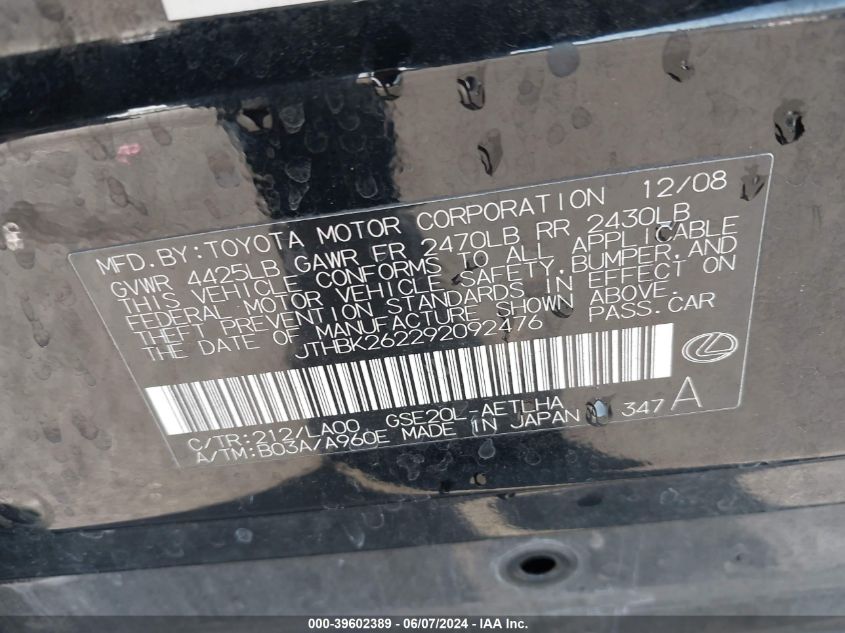 MFD.BY:TOYOTA MOTOR CORPORATION 12/08
GVWR 4425LB GAWR FR 2470LB RR 2430LB
THIS VEHICLE CONFORMS TO ALL APPLICABLE
FEDERAL MOTOR VEHICLE SAFETY,BUMPER,AND
THEFT PREVENTION STANDARDS IN EFFECT ON
THE DATE OF MANUFACTURE SHOWN ABOVE.
JTHBK262292092476 PASS.CAR
C/TR:212/LA00 GSE20L-AETLHA
A/TM:B03A/A960E MADE IN JAPAN 347 A
000-39602389 - 06/07/2024 - IAA Inc.